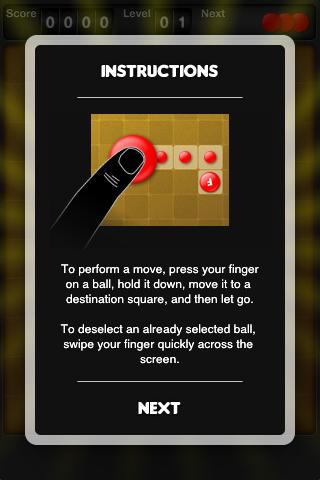 Score 0000 Level 01 Next
INSTRUCTIONS
To perform a move, press your finger
on a ball, hold it down, move it to a
destination square, and then let go.
To deselect an already selected ball,
swipe your finger quickly across the
screen.
NEXT